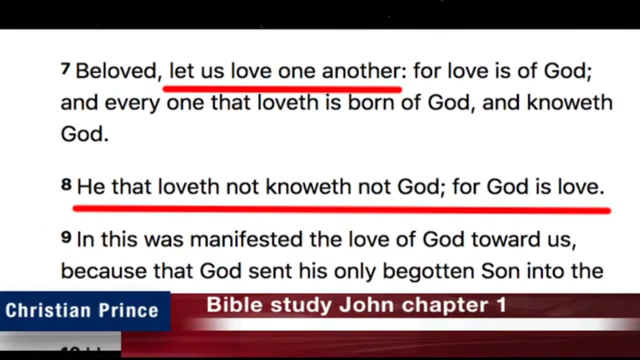 7 Beloved, let us love one another: for love is of God;
and every one that loveth is born of God, and knoweth
God.
8 He that loveth not knoweth not God; for God is love.
9 In this was manifested the love of God toward us,
because that God sent his only begotten Son into the
Christian Prince
Bible study John chapter 1